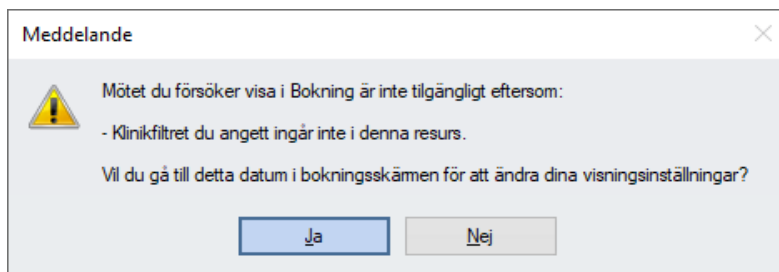 Meddelande
Mötet du försöker visa i Bokning är inte tilgängligt eftersom:
- Klinikfiltret du angett ingår inte i denna resurs.
Vil du gå till detta datum i bokningsskärmen för att ändra dina visningsinställningar?
Ja
Nej